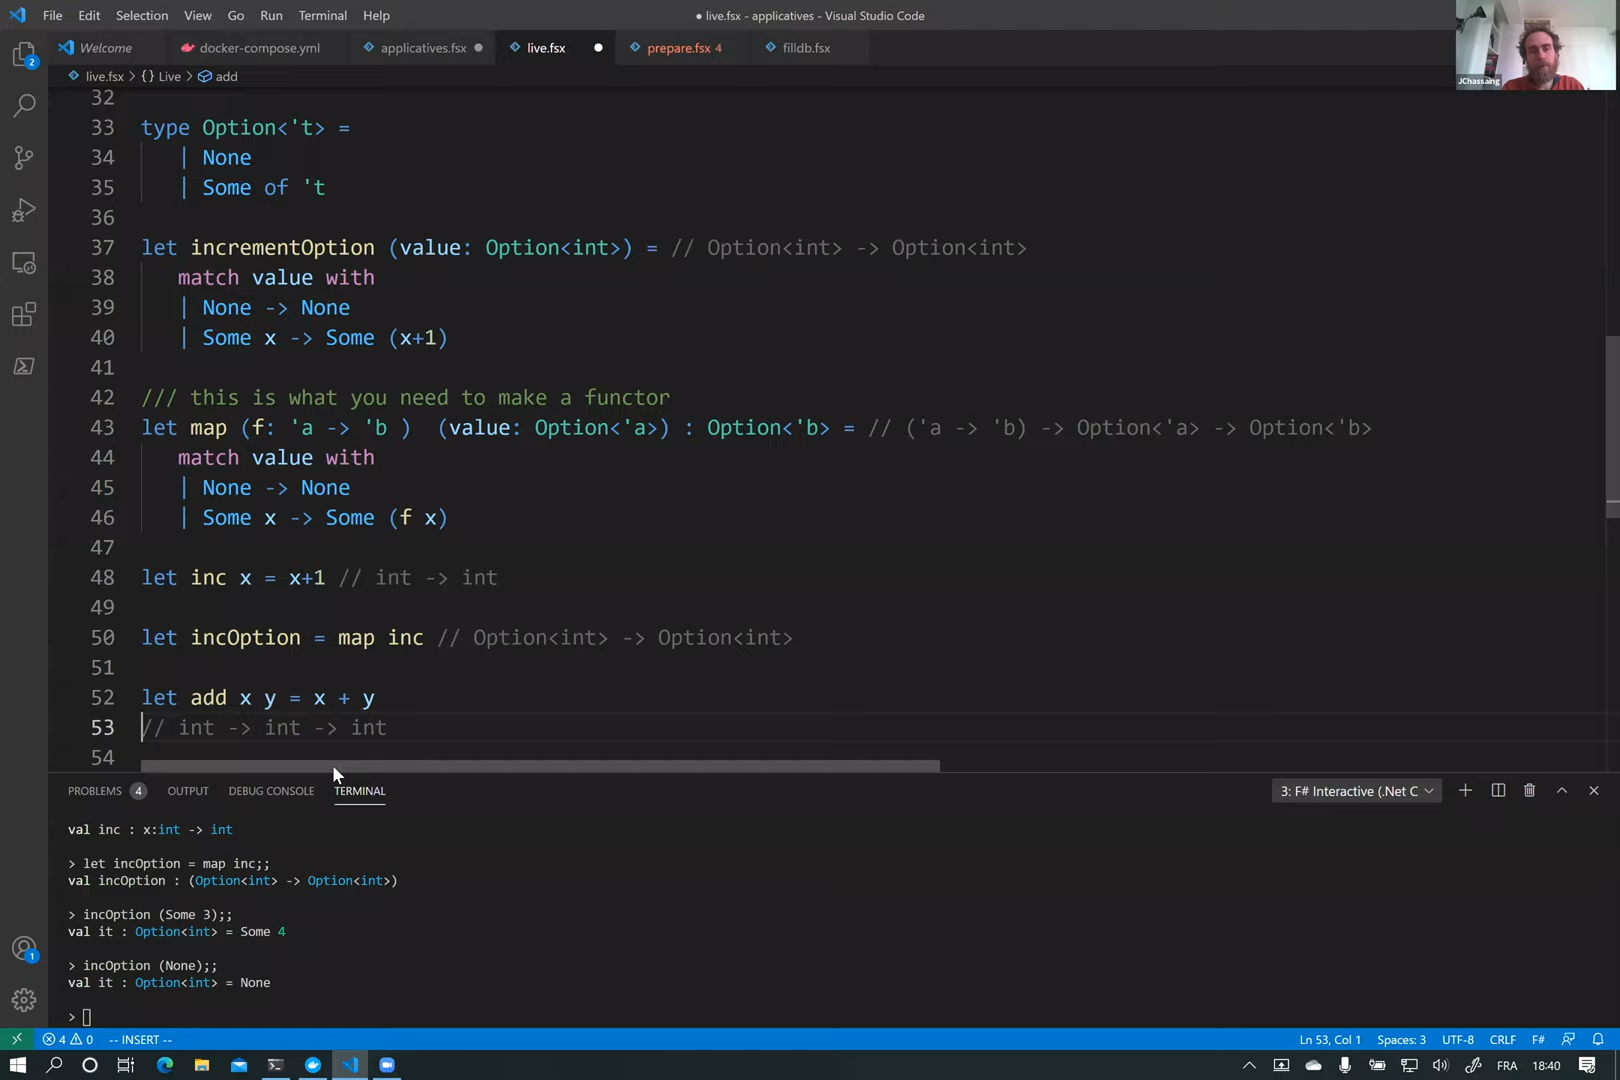 File Edit Selection View Go Run Terminal Help
● live.fsx - applicatives - Visual Studio Code
JChassaing
Welcome docker-compose.yml applicatives.fsx live.fsx prepare.fsx 4 filldb.fsx
live.fsx > {} Live > add
32
33 type Option<'t> =
34 | None
35 | Some of 't
36
37 let incrementOption (value: Option<int>) = // Option<int> -> Option<int>
38 match value with
39 | None -> None
40 | Some x -> Some (x+1)
41
42 /// this is what you need to make a functor
43 let map (f: 'a -> 'b )  (value: Option<'a>) : Option<'b> = // ('a -> 'b) -> Option<'a> -> Option<'b>
44 match value with
45 | None -> None
46 | Some x -> Some (f x)
47
48 let inc x = x+1 // int -> int
49
50 let incOption = map inc // Option<int> -> Option<int>
51
52 let add x y = x + y
53 // int -> int -> int
54
PROBLEMS 4 OUTPUT DEBUG CONSOLE TERMINAL 3: F# Interactive (.Net C
val inc : x:int -> int
> let incOption = map inc;;
val incOption : (Option<int> -> Option<int>)
> incOption (Some 3);;
val it : Option<int> = Some 4
> incOption (None);;
val it : Option<int> = None
>
2
1
4 0 -- INSERT -- Ln 53, Col 1 Spaces: 3 UTF-8 CRLF F#
FRA 18:40